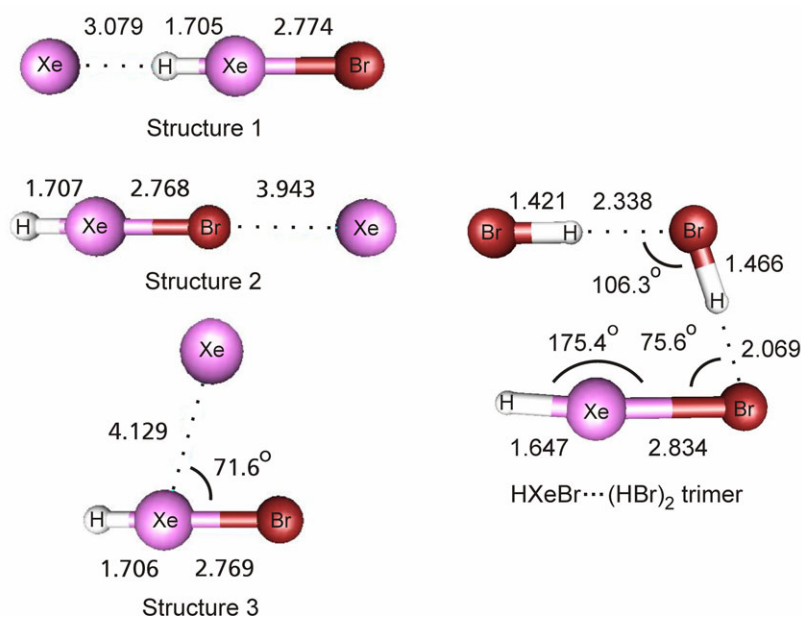 3.079 1.705 2.774
Xe H Xe Br
Structure 1
1.707 2.768 3.943
H Xe Br Xe
Structure 2
Xe
4.129
71.6°
H Xe Br
1.706 2.769
Structure 3
1.421 2.338
Br H Br
106.3° 1.466
H
175.4° 75.6° 2.069
H Xe Br
1.647 2.834
HXeBr···(HBr)₂ trimer